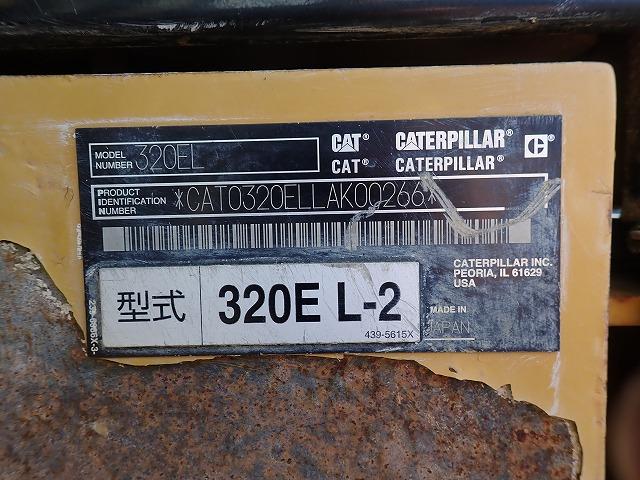 MODEL NUMBER 320EL
CAT® CATERPILLAR® C®
CAT® CATERPILLAR®
PRODUCT IDENTIFICATION NUMBER *CAT0320ELLAK00266*
CATERPILLAR INC.
PEORIA, IL 61629
USA
型式 320E L-2
439-5615X
MADE IN
JAPAN